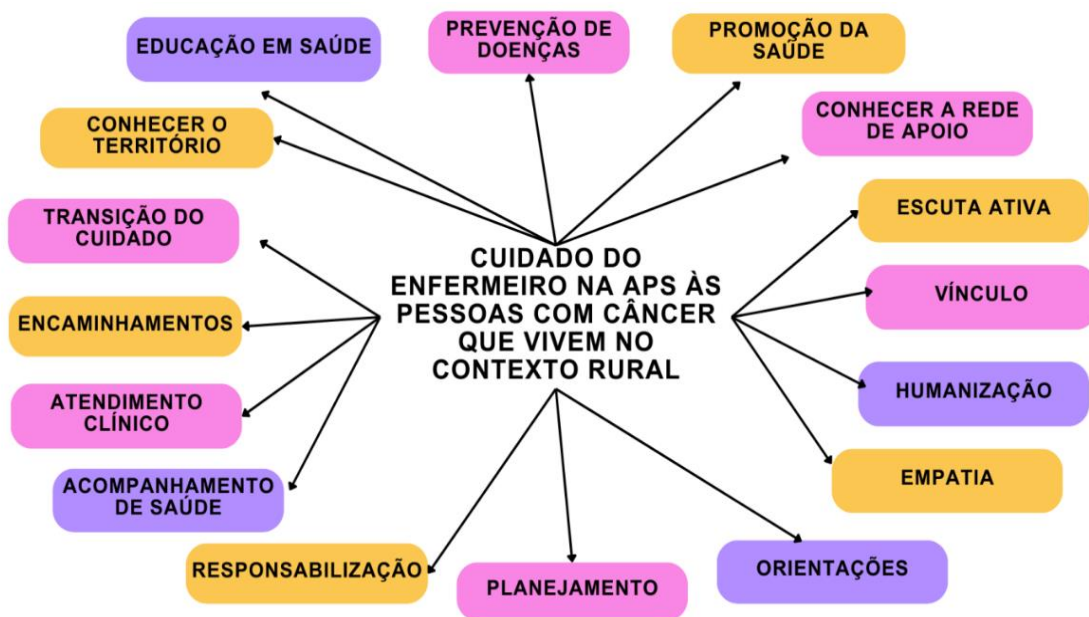 EDUCAÇÃO EM SAÚDE
PREVENÇÃO DE
DOENÇAS
PROMOÇÃO DA
SAÚDE
CONHECER O
TERRITÓRIO
CONHECER A REDE
DE APOIO
TRANSIÇÃO DO
CUIDADO
ESCUTA ATIVA
CUIDADO DO
ENFERMEIRO NA APS ÀS
PESSOAS COM CÂNCER
QUE VIVEM NO
CONTEXTO RURAL
VÍNCULO
ENCAMINHAMENTOS
HUMANIZAÇÃO
ATENDIMENTO
CLÍNICO
EMPATIA
ACOMPANHAMENTO
DE SAÚDE
RESPONSABILIZAÇÃO
PLANEJAMENTO
ORIENTAÇÕES